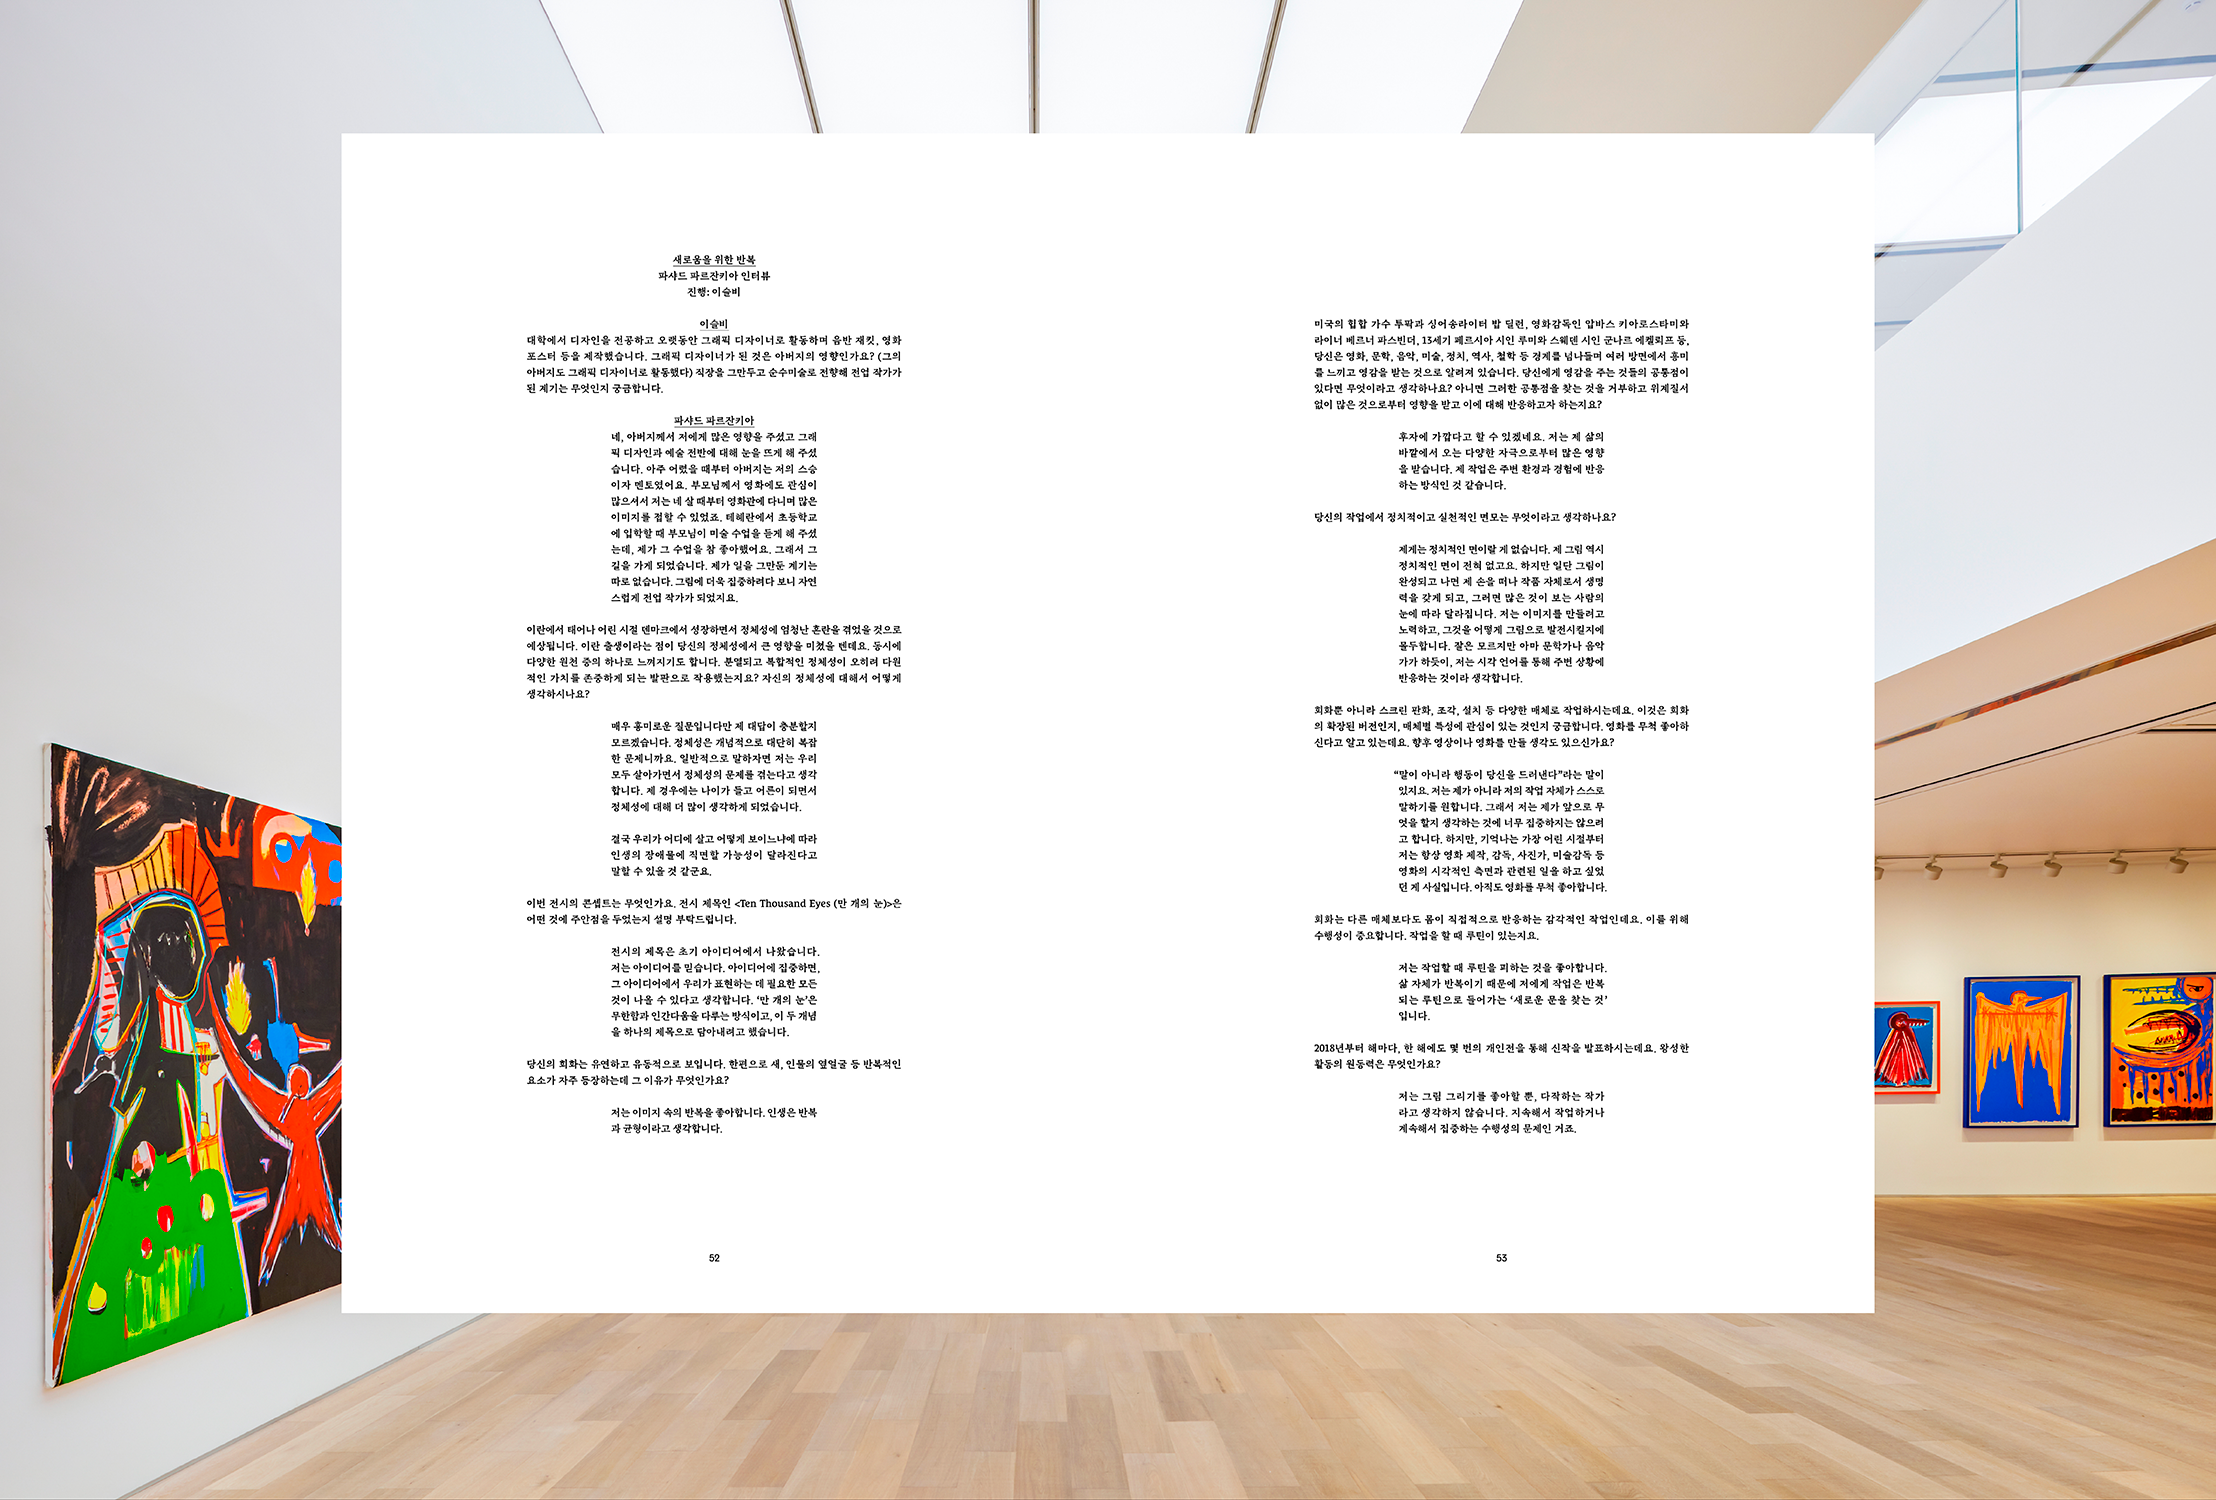 새로움을 위한 반복
파샤드 파르잔키아 인터뷰
진행: 이슬비
이슬비
대학에서 디자인을 전공하고 오랫동안 그래픽 디자이너로 활동하며 음반 재킷, 영화
포스터 등을 제작했습니다. 그래픽 디자이너가 된 것은 아버지의 영향인가요? (그의
아버지도 그래픽 디자이너로 활동했다) 직장을 그만두고 순수미술로 전향해 전업 작가가
된 계기는 무엇인지 궁금합니다.
파샤드 파르잔키아
네, 아버지께서 저에게 많은 영향을 주셨고 그래
픽 디자인과 예술 전반에 대해 눈을 뜨게 해 주셨
습니다. 아주 어렸을 때부터 아버지는 저의 스승
이자 멘토였어요. 부모님께서 영화에도 관심이
많으셔서 저는 네 살 때부터 영화관에 다니며 많은
이미지를 접할 수 있었죠. 테헤란에서 초등학교
에 입학할 때 부모님이 미술 수업을 듣게 해 주셨
는데, 제가 그 수업을 참 좋아했어요. 그래서 그
길을 가게 되었습니다. 제가 일을 그만둔 계기는
따로 없습니다. 그림에 더욱 집중하려다 보니 자연
스럽게 전업 작가가 되었지요.
이란에서 태어나 어린 시절 덴마크에서 성장하면서 정체성에 엄청난 혼란을 겪었을 것으로
예상됩니다. 이란 출생이라는 점이 당신의 정체성에서 큰 영향을 미쳤을 텐데요. 동시에
다양한 원천 중의 하나로 느껴지기도 합니다. 분열되고 복합적인 정체성이 오히려 다원
적인 가치를 존중하게 되는 발판으로 작용했는지요? 자신의 정체성에 대해서 어떻게
생각하시나요?
매우 흥미로운 질문입니다만 제 대답이 충분할지
모르겠습니다. 정체성은 개념적으로 대단히 복잡
한 문제니까요. 일반적으로 말하자면 저는 우리
모두 살아가면서 정체성의 문제를 겪는다고 생각
합니다. 제 경우에는 나이가 들고 어른이 되면서
정체성에 대해 더 많이 생각하게 되었습니다.
결국 우리가 어디에 살고 어떻게 보이느냐에 따라
인생의 장애물에 직면할 가능성이 달라진다고
말할 수 있을 것 같군요.
이번 전시의 콘셉트는 무엇인가요. 전시 제목인 <Ten Thousand Eyes (만 개의 눈)>은
어떤 것에 주안점을 두었는지 설명 부탁드립니다.
전시의 제목은 초기 아이디어에서 나왔습니다.
저는 아이디어를 믿습니다. 아이디어에 집중하면,
그 아이디어에서 우리가 표현하는 데 필요한 모든
것이 나올 수 있다고 생각합니다. ‘만 개의 눈’은
무한함과 인간다움을 다루는 방식이고, 이 두 개념
을 하나의 제목으로 담아내려고 했습니다.
당신의 회화는 유연하고 유동적으로 보입니다. 한편으로 새, 인물의 옆얼굴 등 반복적인
요소가 자주 등장하는데 그 이유가 무엇인가요?
저는 이미지 속의 반복을 좋아합니다. 인생은 반복
과 균형이라고 생각합니다.
52
미국의 힙합 가수 투팍과 싱어송라이터 밥 딜런, 영화감독인 압바스 키아로스타미와
라이너 베르너 파스빈더, 13세기 페르시아 시인 루미와 스웨덴 시인 군나르 에켈뢰프 등,
당신은 영화, 문학, 음악, 미술, 정치, 역사, 철학 등 경계를 넘나들며 여러 방면에서 흥미
를 느끼고 영감을 받는 것으로 알려져 있습니다. 당신에게 영감을 주는 것들의 공통점이
있다면 무엇이라고 생각하나요? 아니면 그러한 공통점을 찾는 것을 거부하고 위계질서
없이 많은 것으로부터 영향을 받고 이에 대해 반응하고자 하는지요?
후자에 가깝다고 할 수 있겠네요. 저는 제 삶의
바깥에서 오는 다양한 자극으로부터 많은 영향
을 받습니다. 제 작업은 주변 환경과 경험에 반응
하는 방식인 것 같습니다.
당신의 작업에서 정치적이고 실천적인 면모는 무엇이라고 생각하나요?
제게는 정치적인 면이랄 게 없습니다. 제 그림 역시
정치적인 면이 전혀 없고요. 하지만 일단 그림이
완성되고 나면 제 손을 떠나 작품 자체로서 생명
력을 갖게 되고, 그러면 많은 것이 보는 사람의
눈에 따라 달라집니다. 저는 이미지를 만들려고
노력하고, 그것을 어떻게 그림으로 발전시킬지에
몰두합니다. 잘은 모르지만 아마 문학가나 음악
가가 하듯이, 저는 시각 언어를 통해 주변 상황에
반응하는 것이라 생각합니다.
회화뿐 아니라 스크린 판화, 조각, 설치 등 다양한 매체로 작업하시는데요. 이것은 회화
의 확장된 버전인지, 매체별 특성에 관심이 있는 것인지 궁금합니다. 영화를 무척 좋아하
신다고 알고 있는데요. 향후 영상이나 영화를 만들 생각도 있으신가요?
“말이 아니라 행동이 당신을 드러낸다”라는 말이
있지요. 저는 제가 아니라 저의 작업 자체가 스스로
말하기를 원합니다. 그래서 저는 제가 앞으로 무
엇을 할지 생각하는 것에 너무 집중하지는 않으려
고 합니다. 하지만, 기억나는 가장 어린 시절부터
저는 항상 영화 제작, 감독, 사진가, 미술감독 등
영화의 시각적인 측면과 관련된 일을 하고 싶었
던 게 사실입니다. 아직도 영화를 무척 좋아합니다.
회화는 다른 매체보다도 몸이 직접적으로 반응하는 감각적인 작업인데요. 이를 위해
수행성이 중요합니다. 작업을 할 때 루틴이 있는지요.
저는 작업할 때 루틴을 피하는 것을 좋아합니다.
삶 자체가 반복이기 때문에 저에게 작업은 반복
되는 루틴으로 들어가는 ‘새로운 문을 찾는 것’
입니다.
2018년부터 해마다, 한 해에도 몇 번의 개인전을 통해 신작을 발표하시는데요. 왕성한
활동의 원동력은 무엇인가요?
저는 그림 그리기를 좋아할 뿐, 다작하는 작가
라고 생각하지 않습니다. 지속해서 작업하거나
계속해서 집중하는 수행성의 문제인 거죠.
53